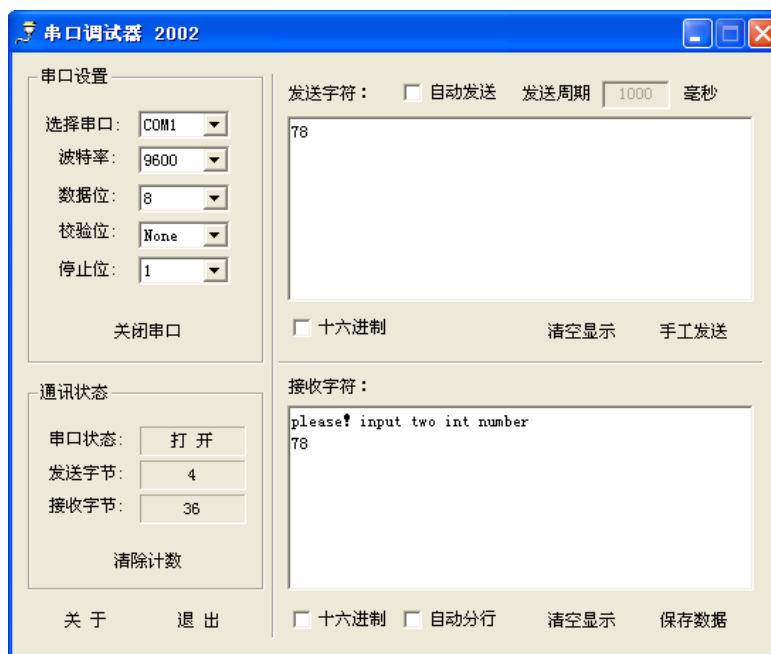 串口调试器 2002
串口设置
选择串口: COM1
波特率: 9600
数据位: 8
校验位: None
停止位: 1
关闭串口
通讯状态
串口状态: 打 开
发送字节: 4
接收字节: 36
清除计数
关 于 退 出
发送字符: 自动发送 发送周期 1000 毫秒
78
十六进制 清空显示 手工发送
接收字符:
please! input two int number
78
十六进制 自动分行 清空显示 保存数据